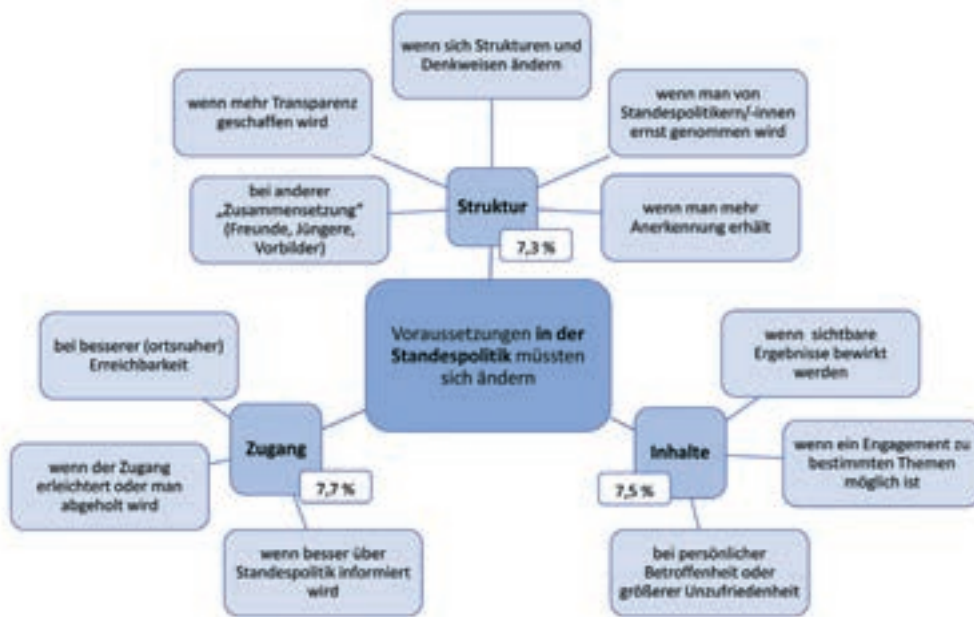 wenn sich Strukturen und
Denkweisen ändern
wenn mehr Transparenz
geschaffen wird
wenn man von
Standespolitikern/-innen
ernst genommen wird
bei anderer
„Zusammensetzung“
(Freunde, Jüngere,
Vorbilder)
Struktur
7,3 %
wenn man mehr
Anerkennung erhält
Voraussetzungen in der
Standespolitik müssten
sich ändern
bei besserer (ortsnaher)
Erreichbarkeit
wenn der Zugang
erleichtert oder man
abgeholt wird
Zugang
7,7 %
wenn besser über
Standespolitik informiert
wird
wenn sichtbare
Ergebnisse bewirkt
werden
Inhalte
7,5 %
wenn ein Engagement zu
bestimmten Themen
möglich ist
bei persönlicher
Betroffenheit oder
größerer Unzufriedenheit